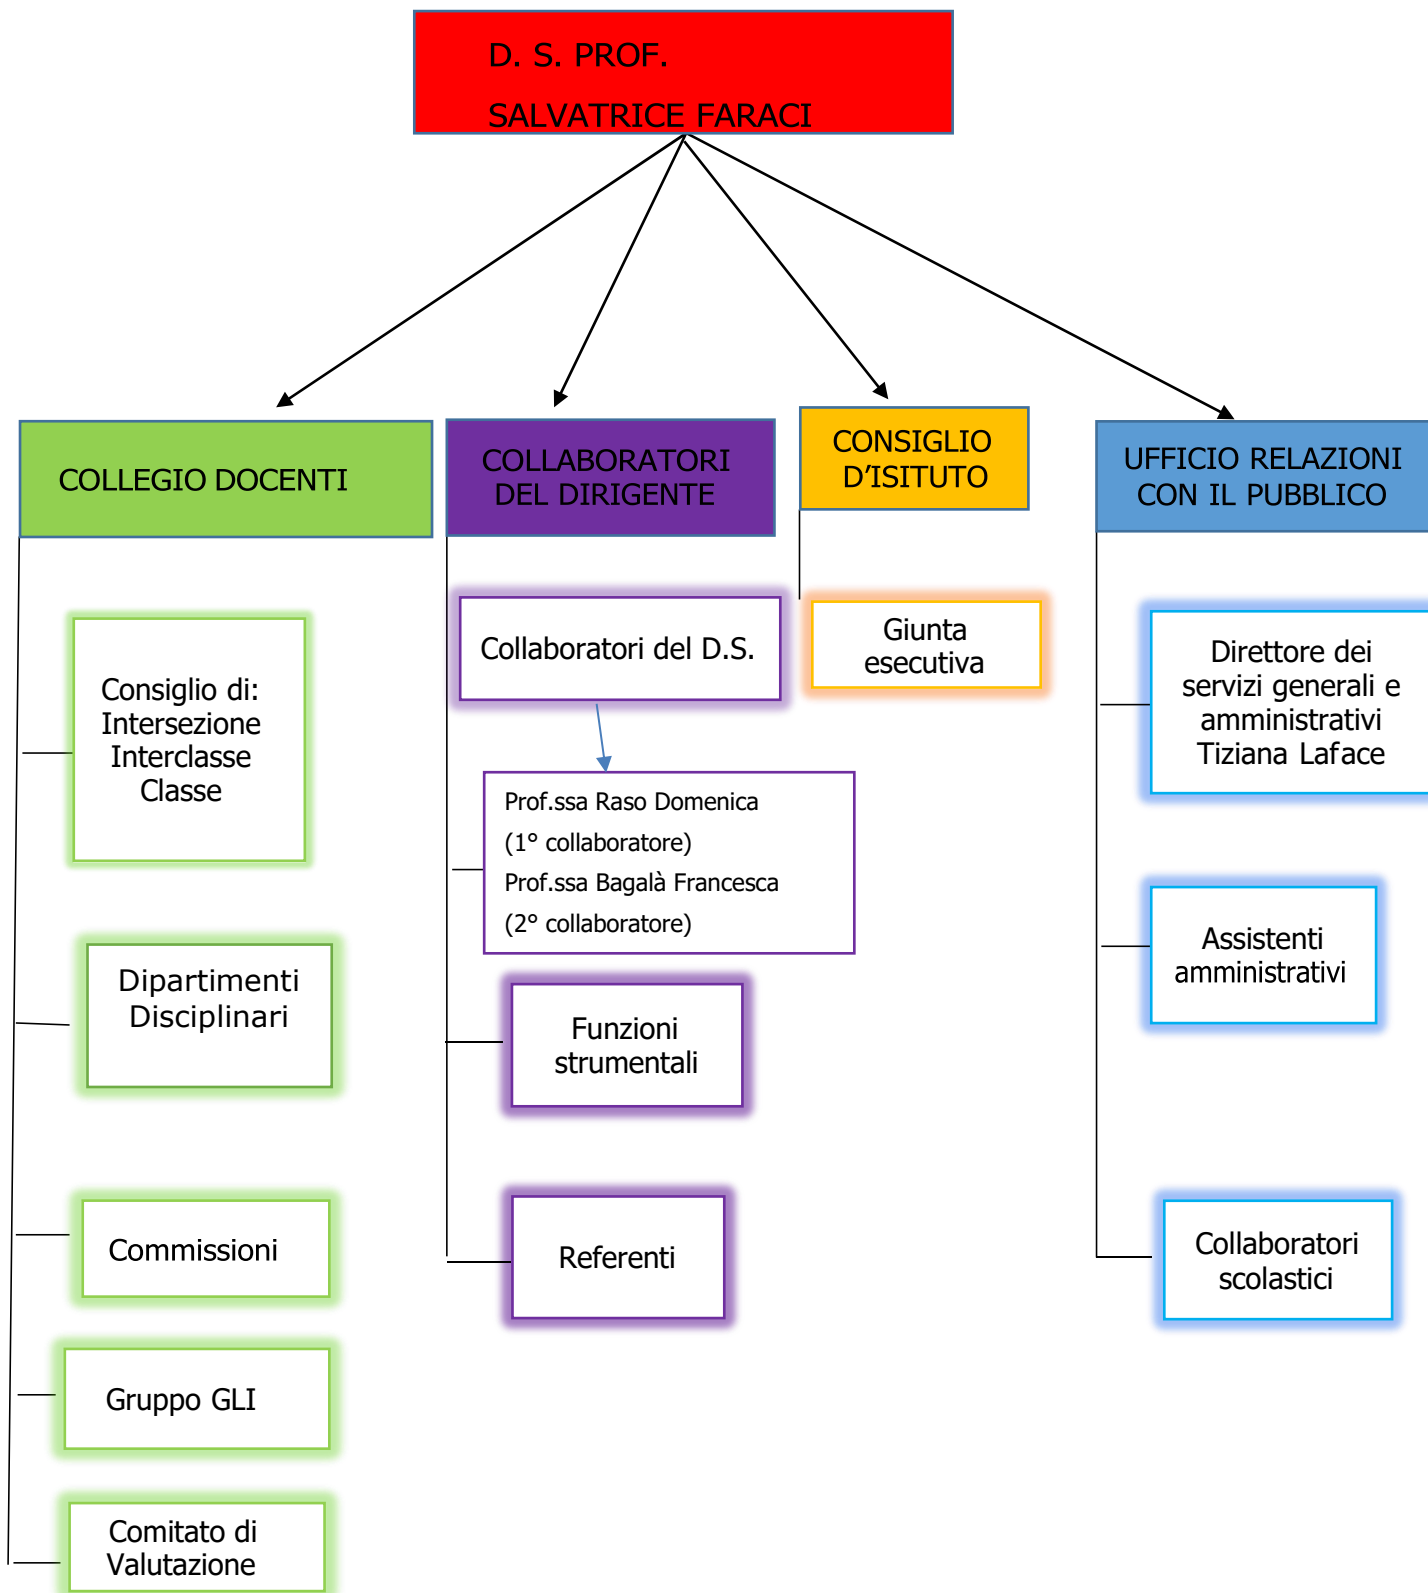 D. S. PROF.
SALVATRICE FARACI
COLLEGIO DOCENTI
COLLABORATORI
DEL DIRIGENTE
CONSIGLIO
D’ISITUTO
UFFICIO RELAZIONI
CON IL PUBBLICO
Consiglio di:
Intersezione
Interclasse
Classe
Dipartimenti
Disciplinari
Commissioni
Gruppo GLI
Comitato di
Valutazione
Collaboratori del D.S.
Prof.ssa Raso Domenica
(1° collaboratore)
Prof.ssa Bagalà Francesca
(2° collaboratore)
Funzioni
strumentali
Referenti
Giunta
esecutiva
Direttore dei
servizi generali e
amministrativi
Tiziana Laface
Assistenti
amministrativi
Collaboratori
scolastici